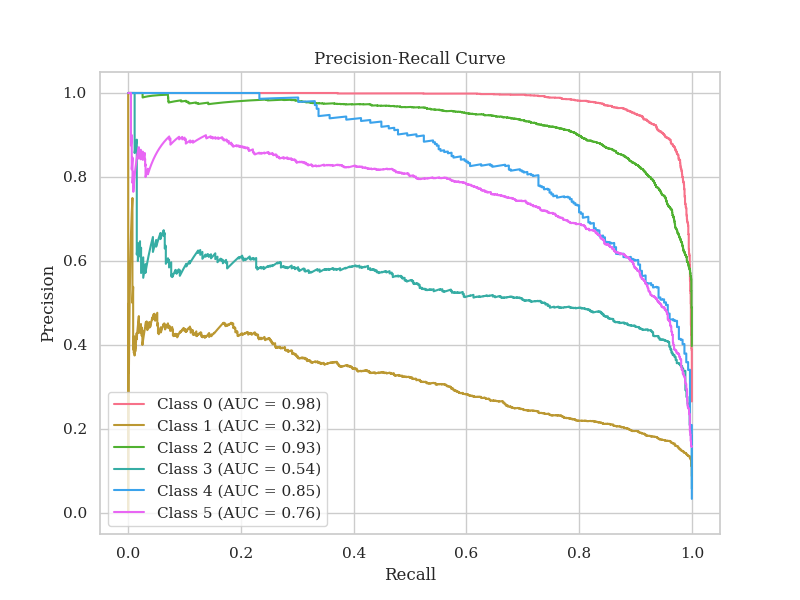 Precision-Recall Curve
Precision
1.0
0.8
0.6
0.4
0.2
0.0
Class 0 (AUC = 0.98)
Class 1 (AUC = 0.32)
Class 2 (AUC = 0.93)
Class 3 (AUC = 0.54)
Class 4 (AUC = 0.85)
Class 5 (AUC = 0.76)
0.0 0.2 0.4 0.6 0.8 1.0
Recall